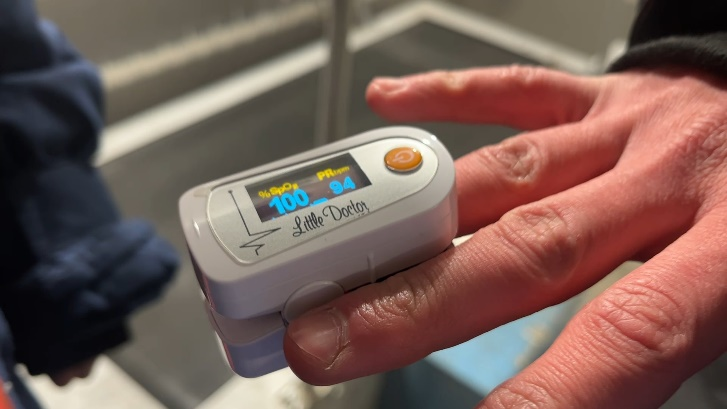 %SpO₂ PRbpm
100 94
Little Doctor